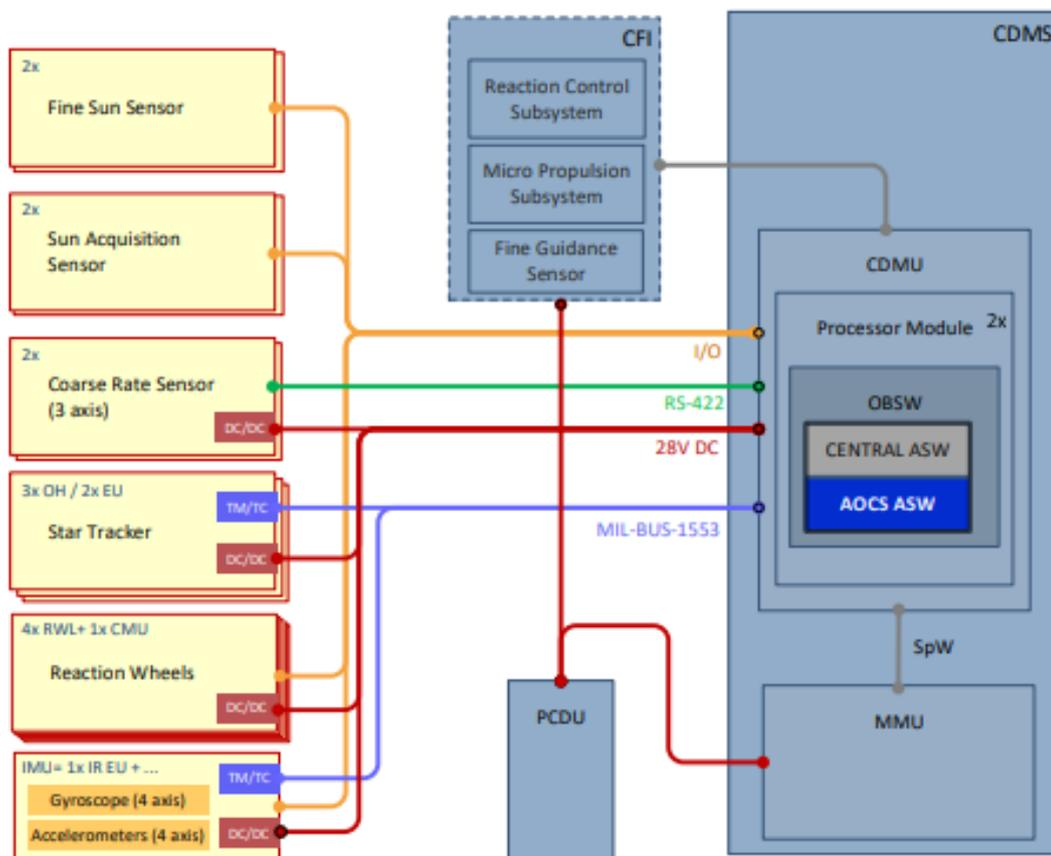 2x
Fine Sun Sensor
2x
Sun Acquisition
Sensor
2x
Coarse Rate Sensor
(3 axis)
DC/DC
3x OH / 2x EU
TM/TC
Star Tracker
DC/DC
4x RWL+ 1x CMU
Reaction Wheels
DC/DC
IMU= 1x IR EU + ...
TM/TC
Gyroscope (4 axis)
Accelerometers (4 axis)
DC/DC
CFI
Reaction Control
Subsystem
Micro Propulsion
Subsystem
Fine Guidance
Sensor
I/O
RS-422
28V DC
MIL-BUS-1553
PCDU
CDMS
CDMU
Processor Module
2x
OBSW
CENTRAL ASW
AOCS ASW
SpW
MMU